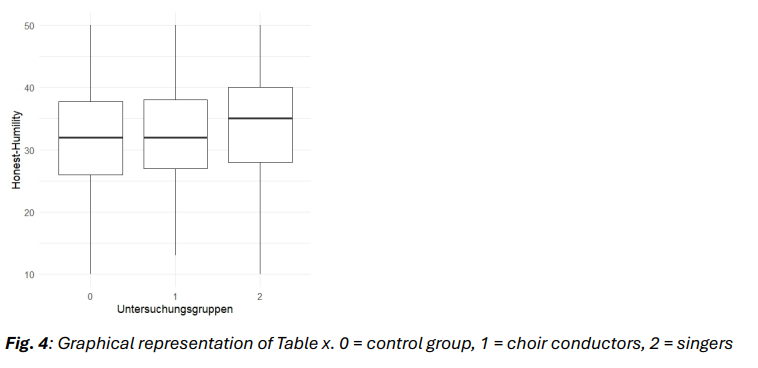 50
40
Honest-Humility
30
20
10
0 1 2
Untersuchungsgruppen
Fig. 4: Graphical representation of Table x. 0 = control group, 1 = choir conductors, 2 = singers